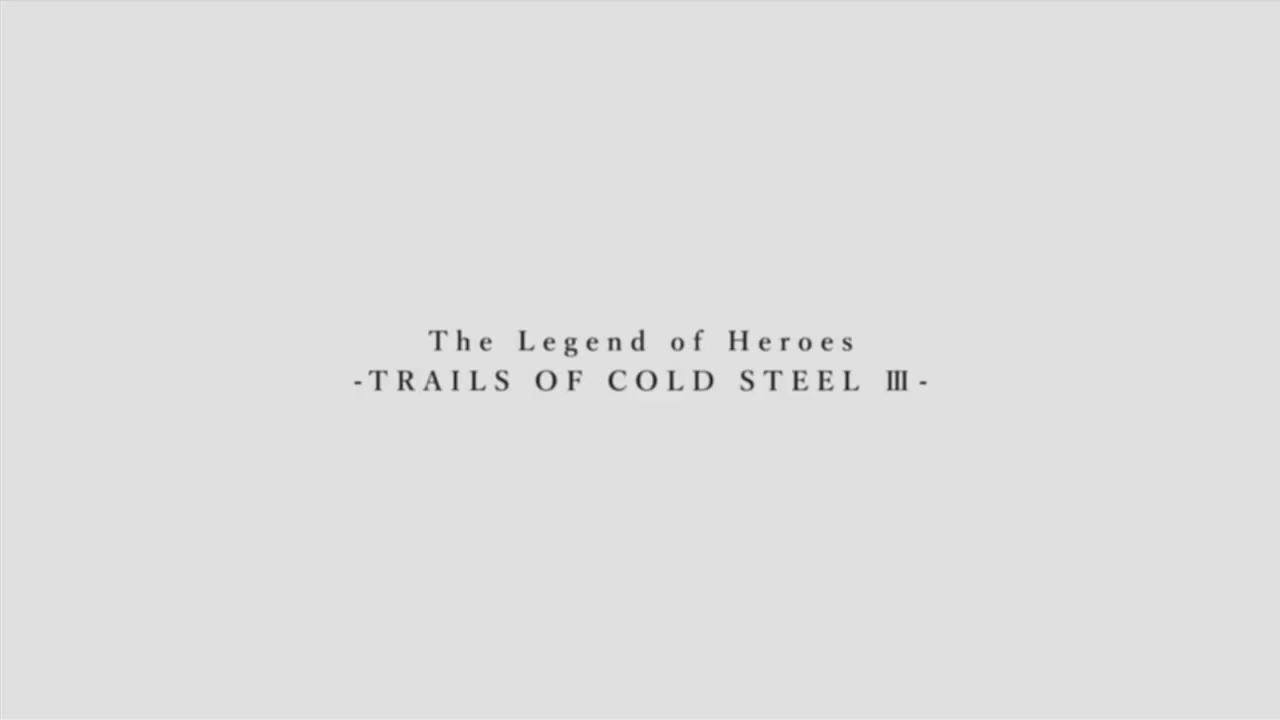 The Legend of Heroes
-TRAILS OF COLD STEEL Ⅲ-